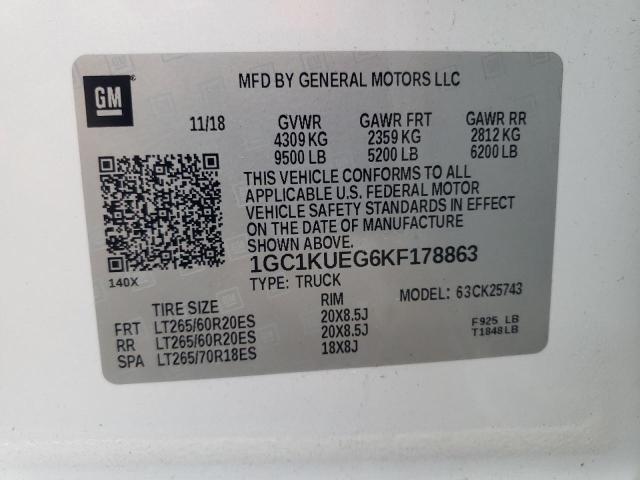 GM
MFD BY GENERAL MOTORS LLC
11/18 GVWR GAWR FRT GAWR RR
4309 KG 2359 KG 2812 KG
9500 LB 5200 LB 6200 LB
THIS VEHICLE CONFORMS TO ALL
APPLICABLE U.S. FEDERAL MOTOR
VEHICLE SAFETY STANDARDS IN EFFECT
ON THE DATE OF MANUFACTURE
SHOWN ABOVE.
1GC1KUEG6KF178863
140X
TYPE: TRUCK MODEL: 63CK25743
TIRE SIZE RIM
FRT LT265/60R20ES 20X8.5J
RR LT265/60R20ES 20X8.5J
SPA LT265/70R18ES 18X8J
F925 LB
T1848LB